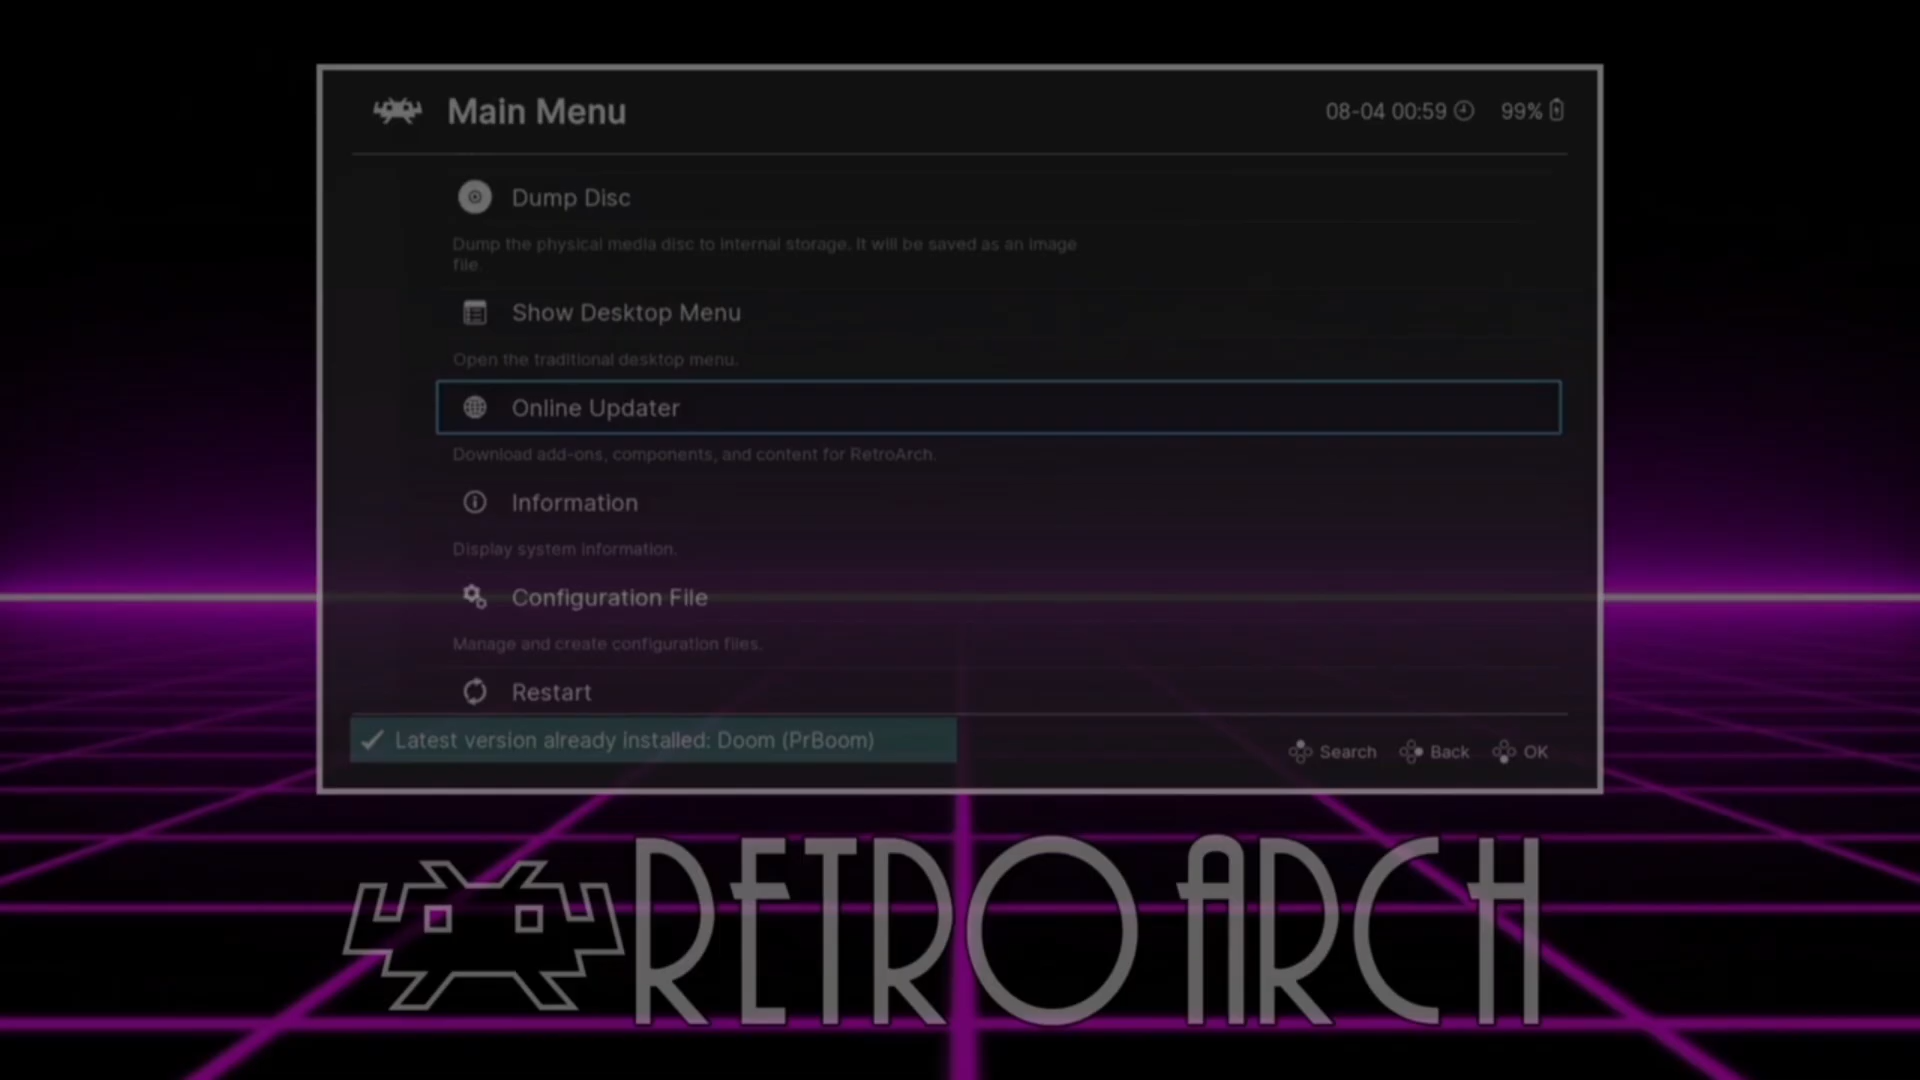 Main Menu
08-04 00:59
99%
Dump Disc
Dump the physical media disc to internal storage. It will be saved as an image
file.
Show Desktop Menu
Open the traditional desktop menu.
Online Updater
Download add-ons, components, and content for RetroArch.
Information
Display system information.
Configuration File
Manage and create configuration files.
Restart
Latest version already installed: Doom (PrBoom)
Search
Back
OK
RETROARCH